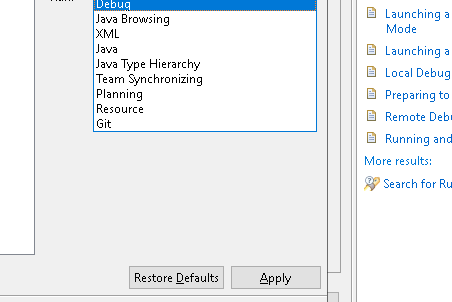 Debug
Java Browsing
XML
Java
Java Type Hierarchy
Team Synchronizing
Planning
Resource
Git
Restore Defaults
Apply
Launching a
Mode
Launching a
Local Debug
Preparing to
Remote Debu
Running and
More results:
Search for Ru